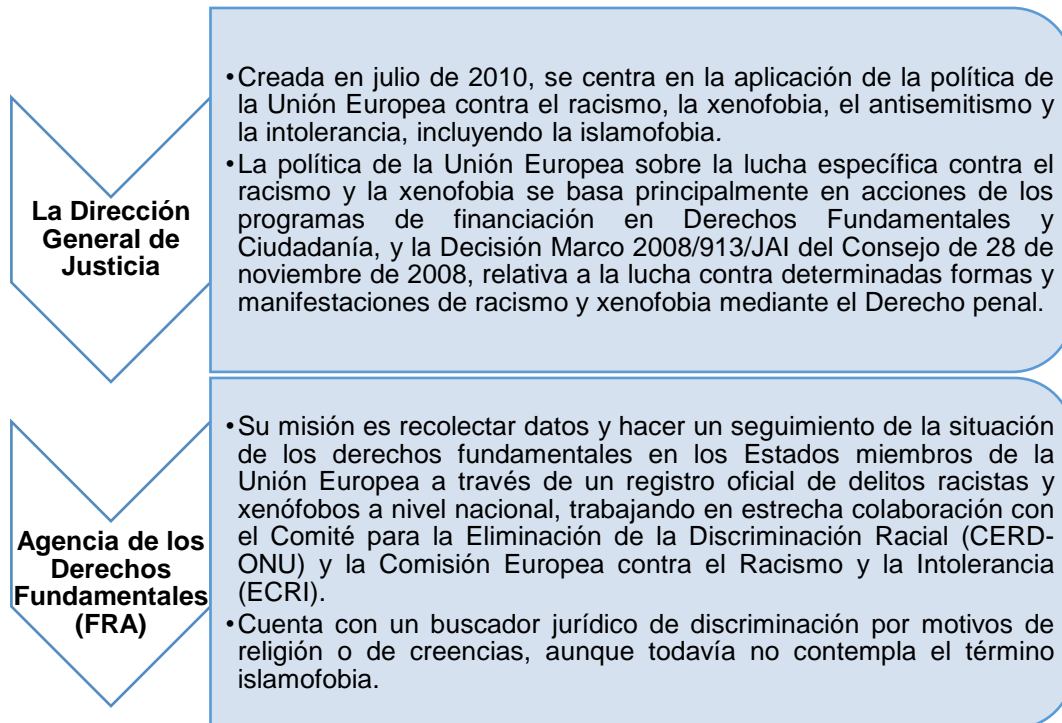 La Dirección
General de
Justicia
•Creada en julio de 2010, se centra en la aplicación de la política de
la Unión Europea contra el racismo, la xenofobia, el antisemitismo y
la intolerancia, incluyendo la islamofobia.
•La política de la Unión Europea sobre la lucha específica contra el
racismo y la xenofobia se basa principalmente en acciones de los
programas de financiación en Derechos Fundamentales y
Ciudadanía, y la Decisión Marco 2008/913/JAI del Consejo de 28 de
noviembre de 2008, relativa a la lucha contra determinadas formas y
manifestaciones de racismo y xenofobia mediante el Derecho penal.
Agencia de los
Derechos
Fundamentales
(FRA)
•Su misión es recolectar datos y hacer un seguimiento de la situación
de los derechos fundamentales en los Estados miembros de la
Unión Europea a través de un registro oficial de delitos racistas y
xenófobos a nivel nacional, trabajando en estrecha colaboración con
el Comité para la Eliminación de la Discriminación Racial (CERD-
ONU) y la Comisión Europea contra el Racismo y la Intolerancia
(ECRI).
•Cuenta con un buscador jurídico de discriminación por motivos de
religión o de creencias, aunque todavía no contempla el término
islamofobia.